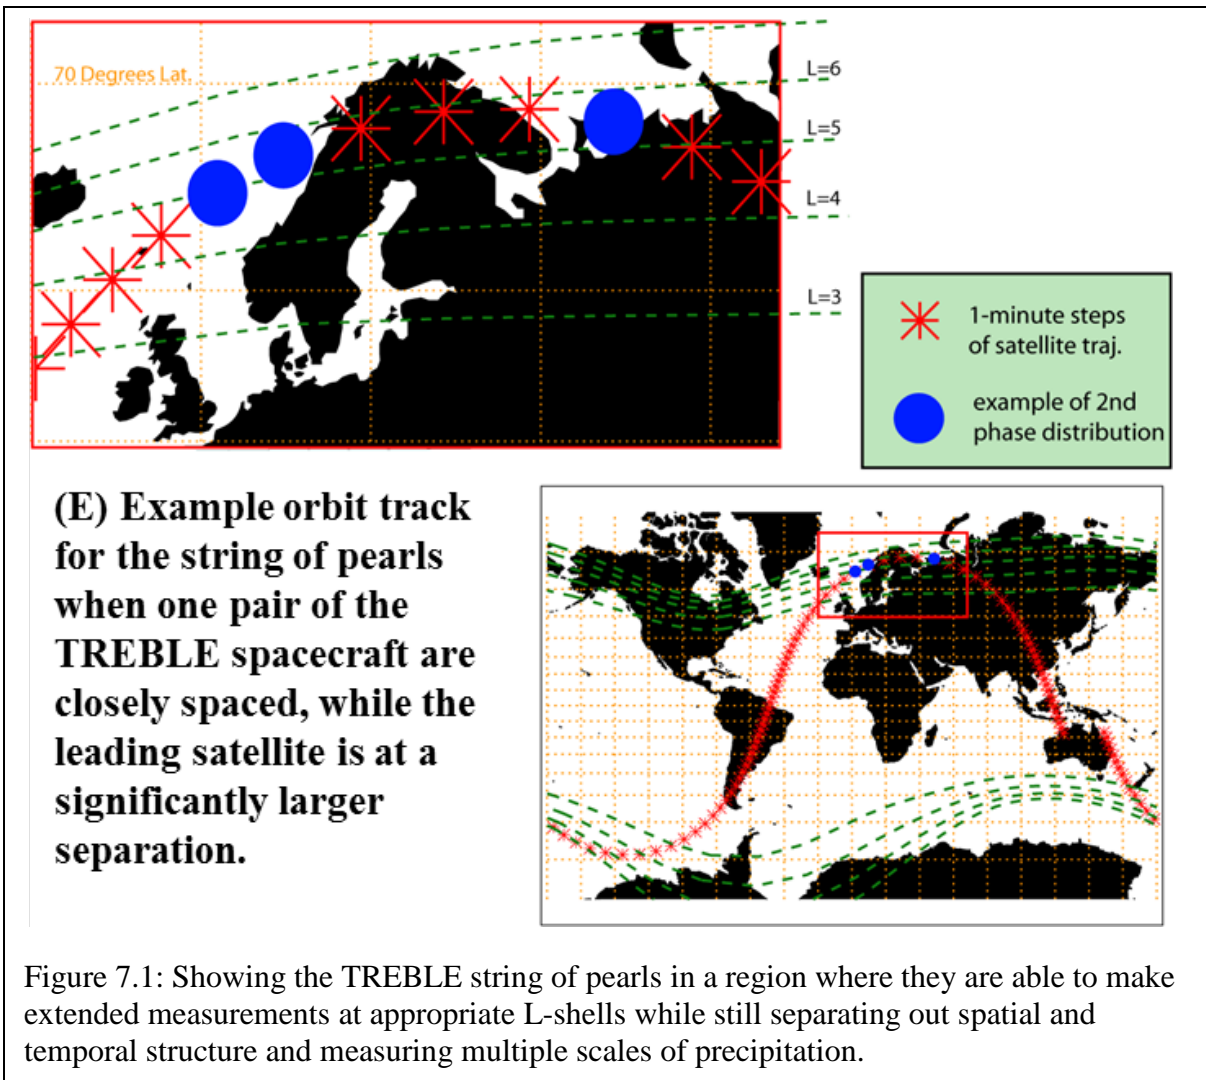 70 Degrees Lat.
L=6
L=5
L=4
L=3
1-minute steps
of satellite traj.
example of 2nd
phase distribution
(E) Example orbit track
for the string of pearls
when one pair of the
TREBLE spacecraft are
closely spaced, while the
leading satellite is at a
significantly larger
separation.
Figure 7.1: Showing the TREBLE string of pearls in a region where they are able to make
extended measurements at appropriate L-shells while still separating out spatial and
temporal structure and measuring multiple scales of precipitation.